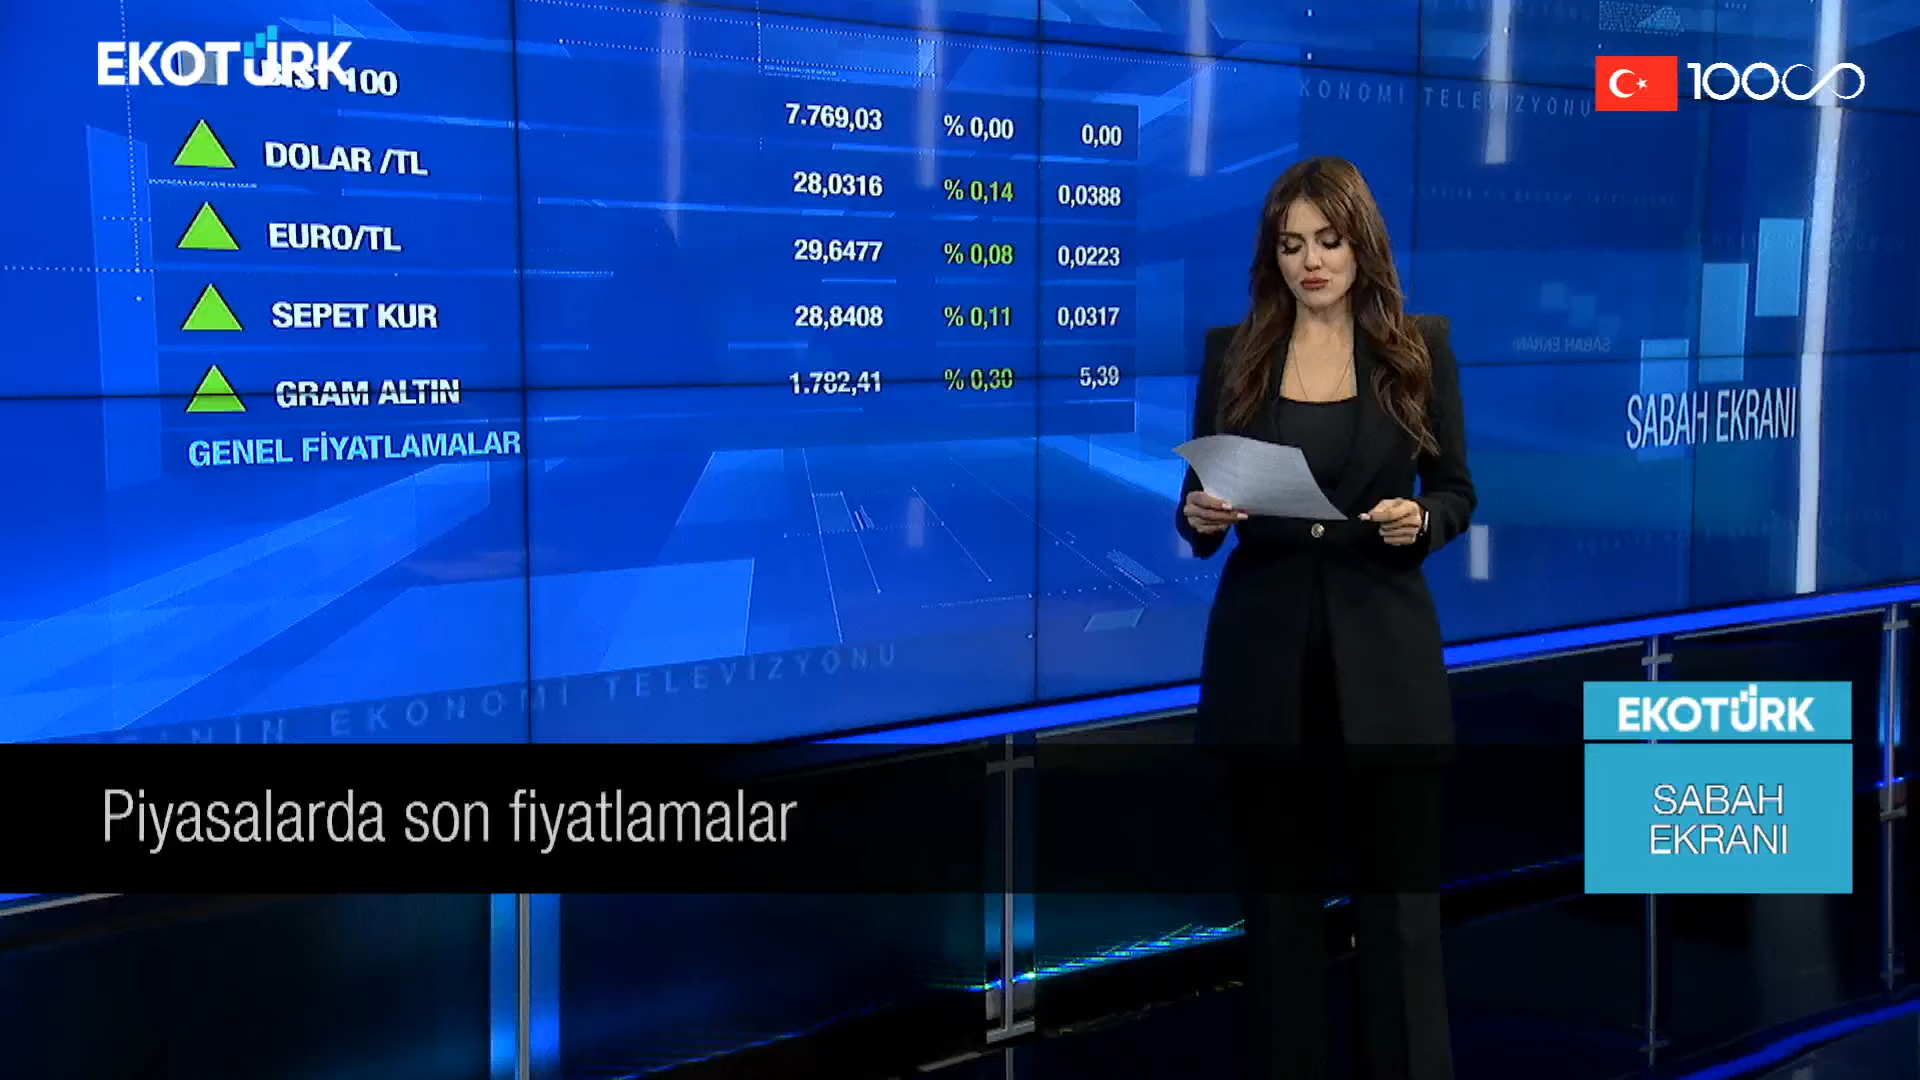 EKOTÜRK
BIST 100 7.769,03 % 0,00 0,00
DOLAR /TL 28,0316 % 0,14 0,0388
EURO/TL 29,6477 % 0,08 0,0223
SEPET KUR 28,8408 % 0,11 0,0317
GRAM ALTIN 1.782,41 % 0,30 5,39
GENEL FİYATLAMALAR
100
KONOMİ TELEVİZYONU
SABAH EKRANI
SABAH EKRANI
EKONOMİ TELEVİZYONU
EKOTÜRK
SABAH
EKRANI
Piyasalarda son fiyatlamalar